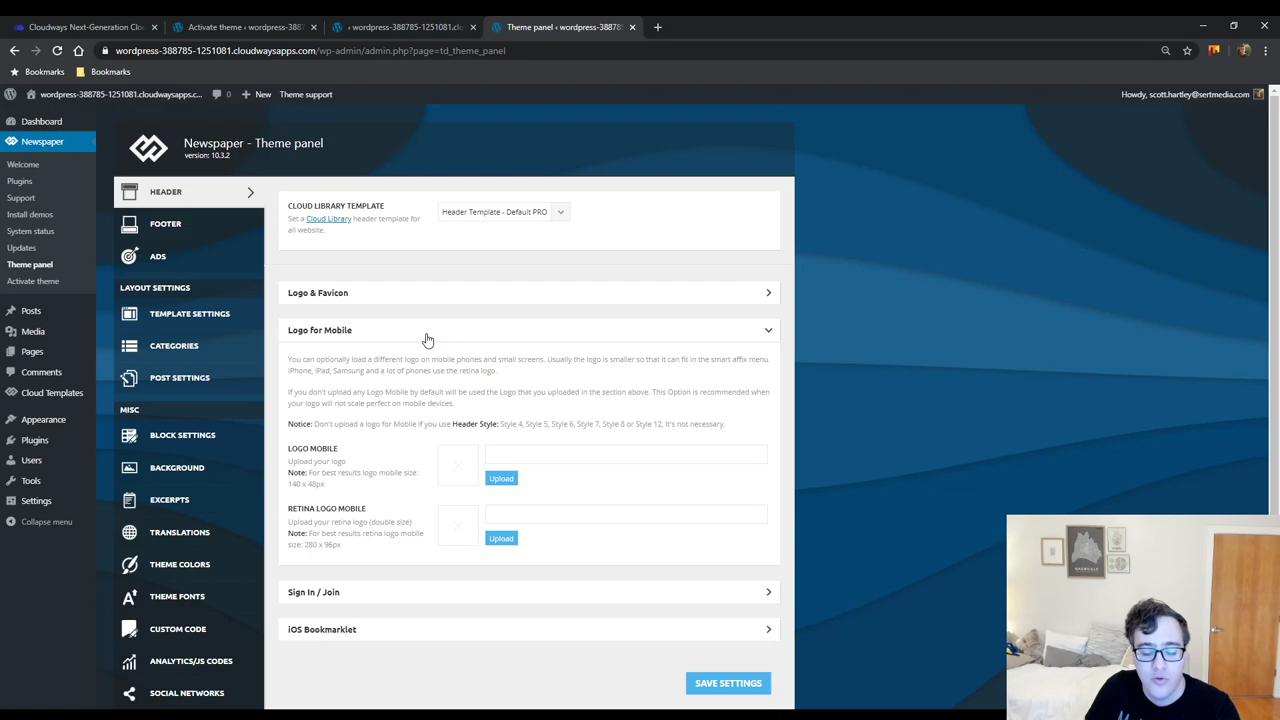 Cloudways Next-Generation Clo
Activate theme ‹ wordpress-3887
wordpress-388785-1251081.clou
Theme panel ‹ wordpress-388785-
wordpress-388785-1251081.cloudwaysapps.com/wp-admin/admin.php?page=td_theme_panel
Bookmarks
Bookmarks
wordpress-388785-1251081.cloudwaysapps.c...
0
New
Theme support
Howdy, scott.hartley@sertmedia.com
Dashboard
Newspaper
Welcome
Plugins
Support
Install demos
System status
Updates
Theme panel
Activate theme
Posts
Media
Pages
Comments
Cloud Templates
Appearance
Plugins
Users
Tools
Settings
Collapse menu
Newspaper - Theme panel
version: 10.3.2
HEADER
FOOTER
ADS
LAYOUT SETTINGS
TEMPLATE SETTINGS
CATEGORIES
POST SETTINGS
MISC
BLOCK SETTINGS
BACKGROUND
EXCERPTS
TRANSLATIONS
THEME COLORS
THEME FONTS
CUSTOM CODE
ANALYTICS/JS CODES
SOCIAL NETWORKS
CLOUD LIBRARY TEMPLATE
Set a Cloud Library header template for
all website.
Header Template - Default PRO
Logo & Favicon
Logo for Mobile
You can optionally load a different logo on mobile phones and small screens. Usually the logo is smaller so that it can fit in the smart affix menu.
iPhone, iPad, Samsung and a lot of phones use the retina logo.
If you don't upload any Logo Mobile by default will be used the Logo that you uploaded in the section above. This Option is recommended when
your logo will not scale perfect on mobile devices.
Notice: Don't upload a logo for Mobile if you use Header Style: Style 4, Style 5, Style 6, Style 7, Style 8 or Style 12, It's not necessary.
LOGO MOBILE
Upload your logo
Note: For best results logo mobile size:
140 x 48px
Upload
RETINA LOGO MOBILE
Upload your retina logo (double size)
Note: For best results retina logo mobile
size: 280 x 96px
Upload
Sign In / Join
iOS Bookmarklet
SAVE SETTINGS
NASHVILLE